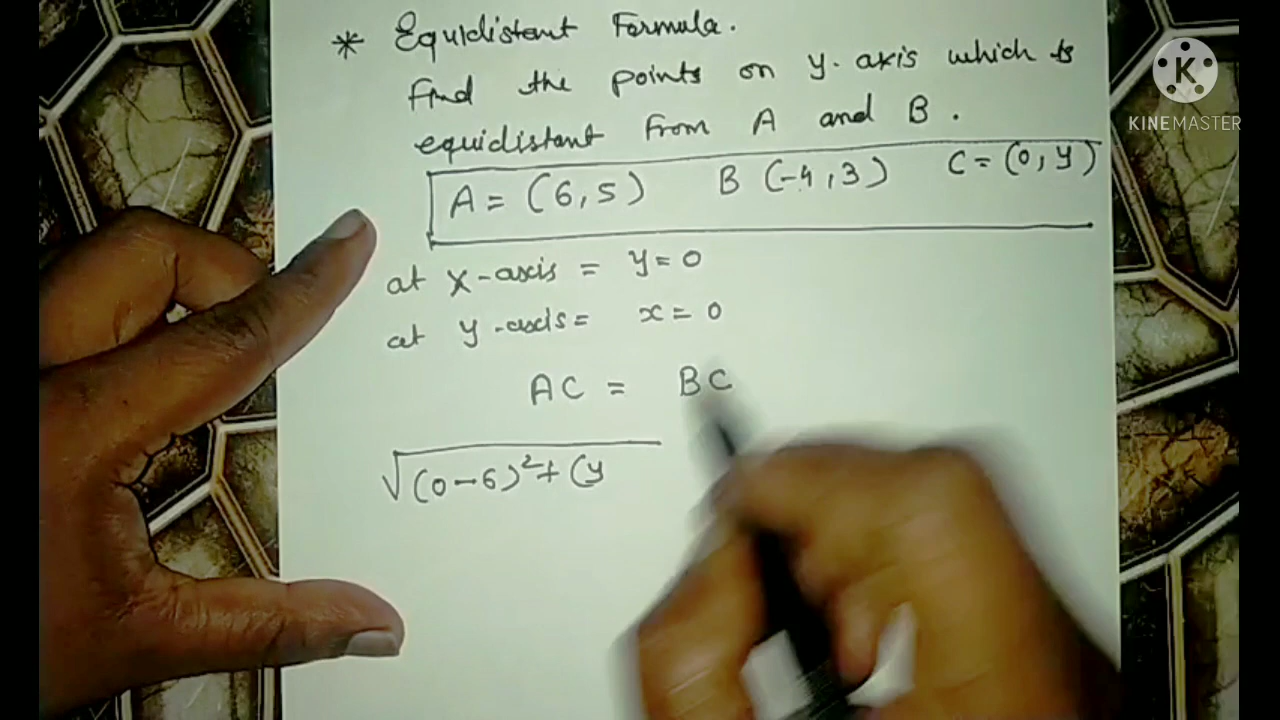 * Equidistant Formula.
Find the points on y-axis which is
equidistant from A and B.
A = (6,5) B (-4,3) C = (0,y)
at x-axis = y=0
at y-axis = x=0
AC = BC
√(0-6)²+(y
K
KINEMASTER